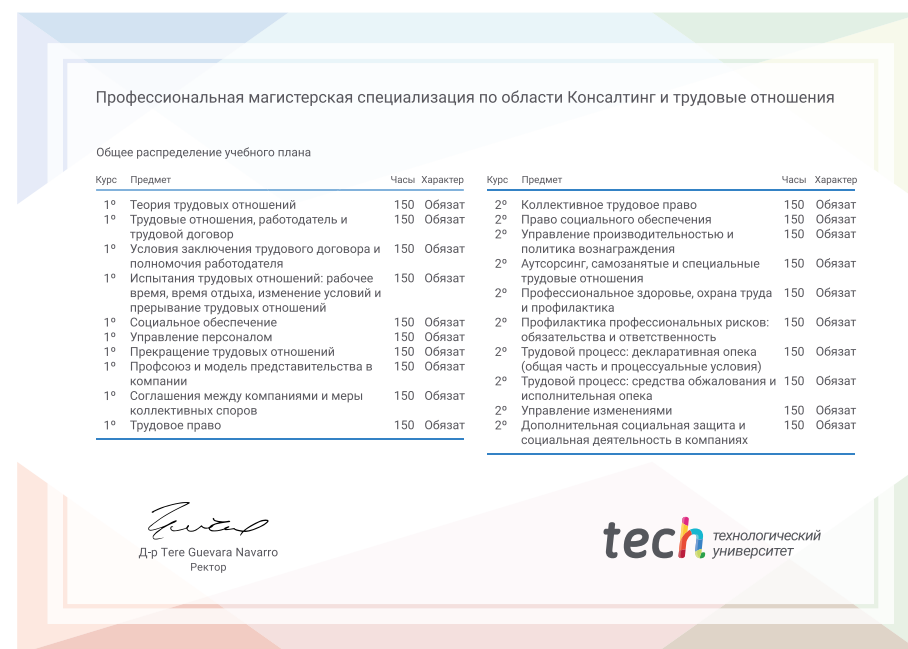 Профессиональная магистерская специализация по области Консалтинг и трудовые отношения
Общее распределение учебного плана
Курс Предмет Часы Характер
1º Теория трудовых отношений 150 Обязат
1º Трудовые отношения, работодатель и 150 Обязат
трудовой договор
1º Условия заключения трудового договора и 150 Обязат
полномочия работодателя
1º Испытания трудовых отношений: рабочее 150 Обязат
время, время отдыха, изменение условий и
прерывание трудовых отношений
1º Социальное обеспечение 150 Обязат
1º Управление персоналом 150 Обязат
1º Прекращение трудовых отношений 150 Обязат
1º Профсоюз и модель представительства в 150 Обязат
компании
1º Соглашения между компаниями и меры 150 Обязат
коллективных споров
1º Трудовое право 150 Обязат
Курс Предмет Часы Характер
2º Коллективное трудовое право 150 Обязат
2º Право социального обеспечения 150 Обязат
2º Управление производительностью и 150 Обязат
политика вознаграждения
2º Аутсорсинг, самозанятые и специальные 150 Обязат
трудовые отношения
2º Профессиональное здоровье, охрана труда 150 Обязат
и профилактика
2º Профилактика профессиональных рисков: 150 Обязат
обязательства и ответственность
2º Трудовой процесс: декларативная опека 150 Обязат
(общая часть и процессуальные условия)
2º Трудовой процесс: средства обжалования и 150 Обязат
исполнительная опека
2º Управление изменениями 150 Обязат
2º Дополнительная социальная защита и 150 Обязат
социальная деятельность в компаниях
Д-р Tere Guevara Navarro
Ректор
tech технологический
университет